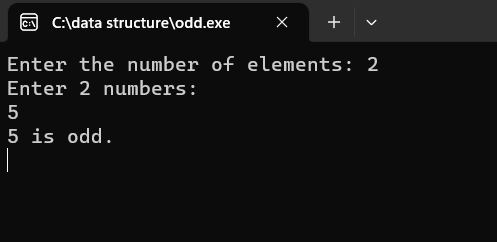 C:\data structure\odd.exe
Enter the number of elements: 2
Enter 2 numbers:
5
5 is odd.